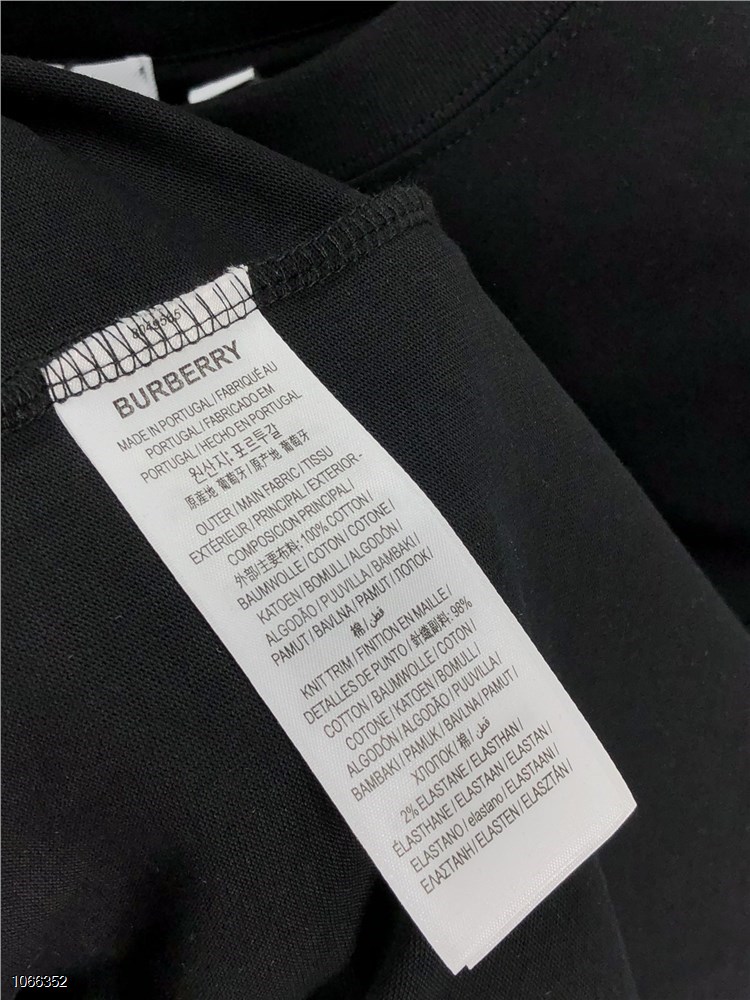 BURBERRY
MADE IN PORTUGAL / FABRIQUÉ AU
PORTUGAL / FABRICADO EM
PORTUGAL / HECHO EN PORTUGAL
원산지: 포르투갈
原産地 葡萄牙 / 原产地 葡萄牙
OUTER / MAIN FABRIC / TISSU
EXTÉRIEUR / PRINCIPAL / EXTERIOR -
COMPOSICION PRINCIPAL /
外部/主要布料: 100% COTTON /
BAUMWOLLE / COTON / COTONE /
KATOEN / BOMULL / ALGODÓN /
ALGODÃO / PUUVILLA / BAMBAKI /
PAMUT / BAVLNA / PAMUT / ПОПОК /
棉 / قطن
KNIT TRIM / FINITION EN MAILLE /
DETALLES DE PUNTO / 針織副料: 98%
COTTON / BAUMWOLLE / COTON /
COTONE / KATOEN / BOMULL /
ALGODÓN / ALGODÃO / PUUVILLA /
BAMBAKI / PAMUK / BAVLNA / PAMUT /
ХЛОПОК / 棉 / قطن
2% ELASTANE / ELASTHAN /
ÉLASTHANE / ELASTAAN / ELASTAN /
ELASTANO / elastano / ELASTAANI /
ΕΛΑΣΤΑΝΗ / ELASTEN / ELASZTÁN /
1066352